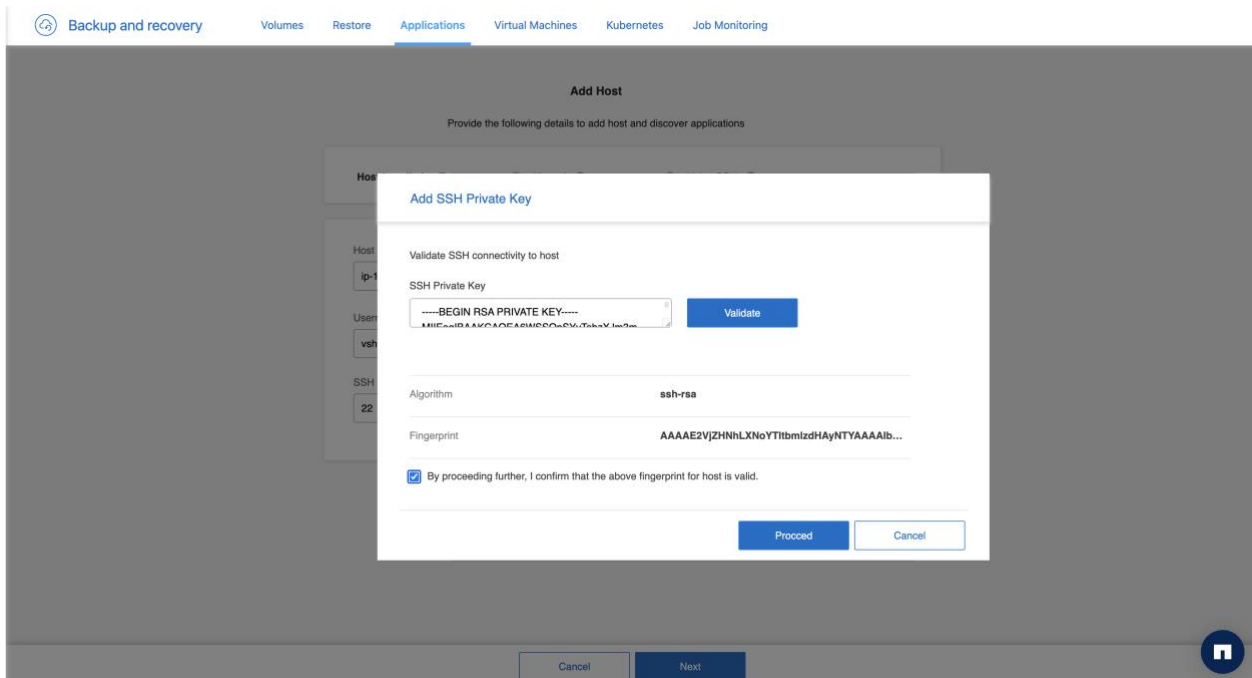 Backup and recovery
Volumes
Restore
Applications
Virtual Machines
Kubernetes
Job Monitoring
Add Host
Provide the following details to add host and discover applications
Add SSH Private Key
Host
Validate SSH connectivity to host
SSH Private Key
-----BEGIN RSA PRIVATE KEY-----
Validate
SSH
22
Algorithm
ssh-rsa
Fingerprint
AAAAE2VjZHNhLXNoYTItbmlzdHAyNTYAAAAIb...
By proceeding further, I confirm that the above fingerprint for host is valid.
Procced
Cancel
Cancel
Next